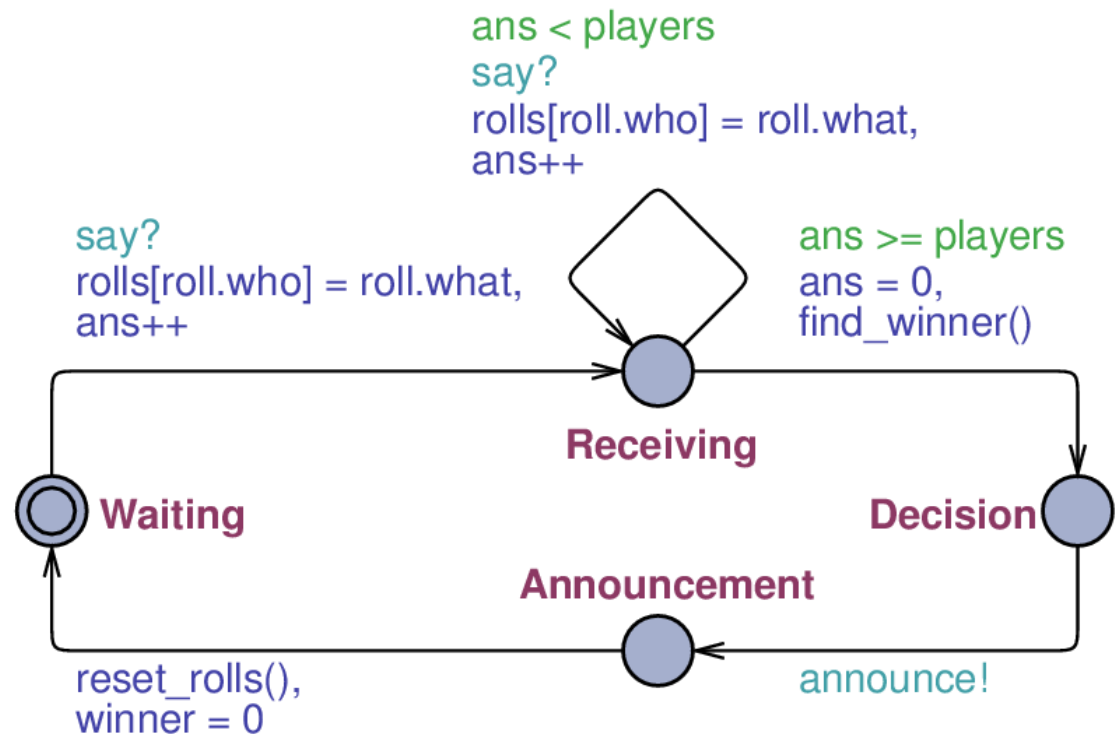 ans < players
say?
rolls[roll.who] = roll.what,
ans++
say?
rolls[roll.who] = roll.what,
ans++
ans >= players
ans = 0,
find_winner()
Receiving
Waiting
Decision
Announcement
reset_rolls(),
winner = 0
announce!